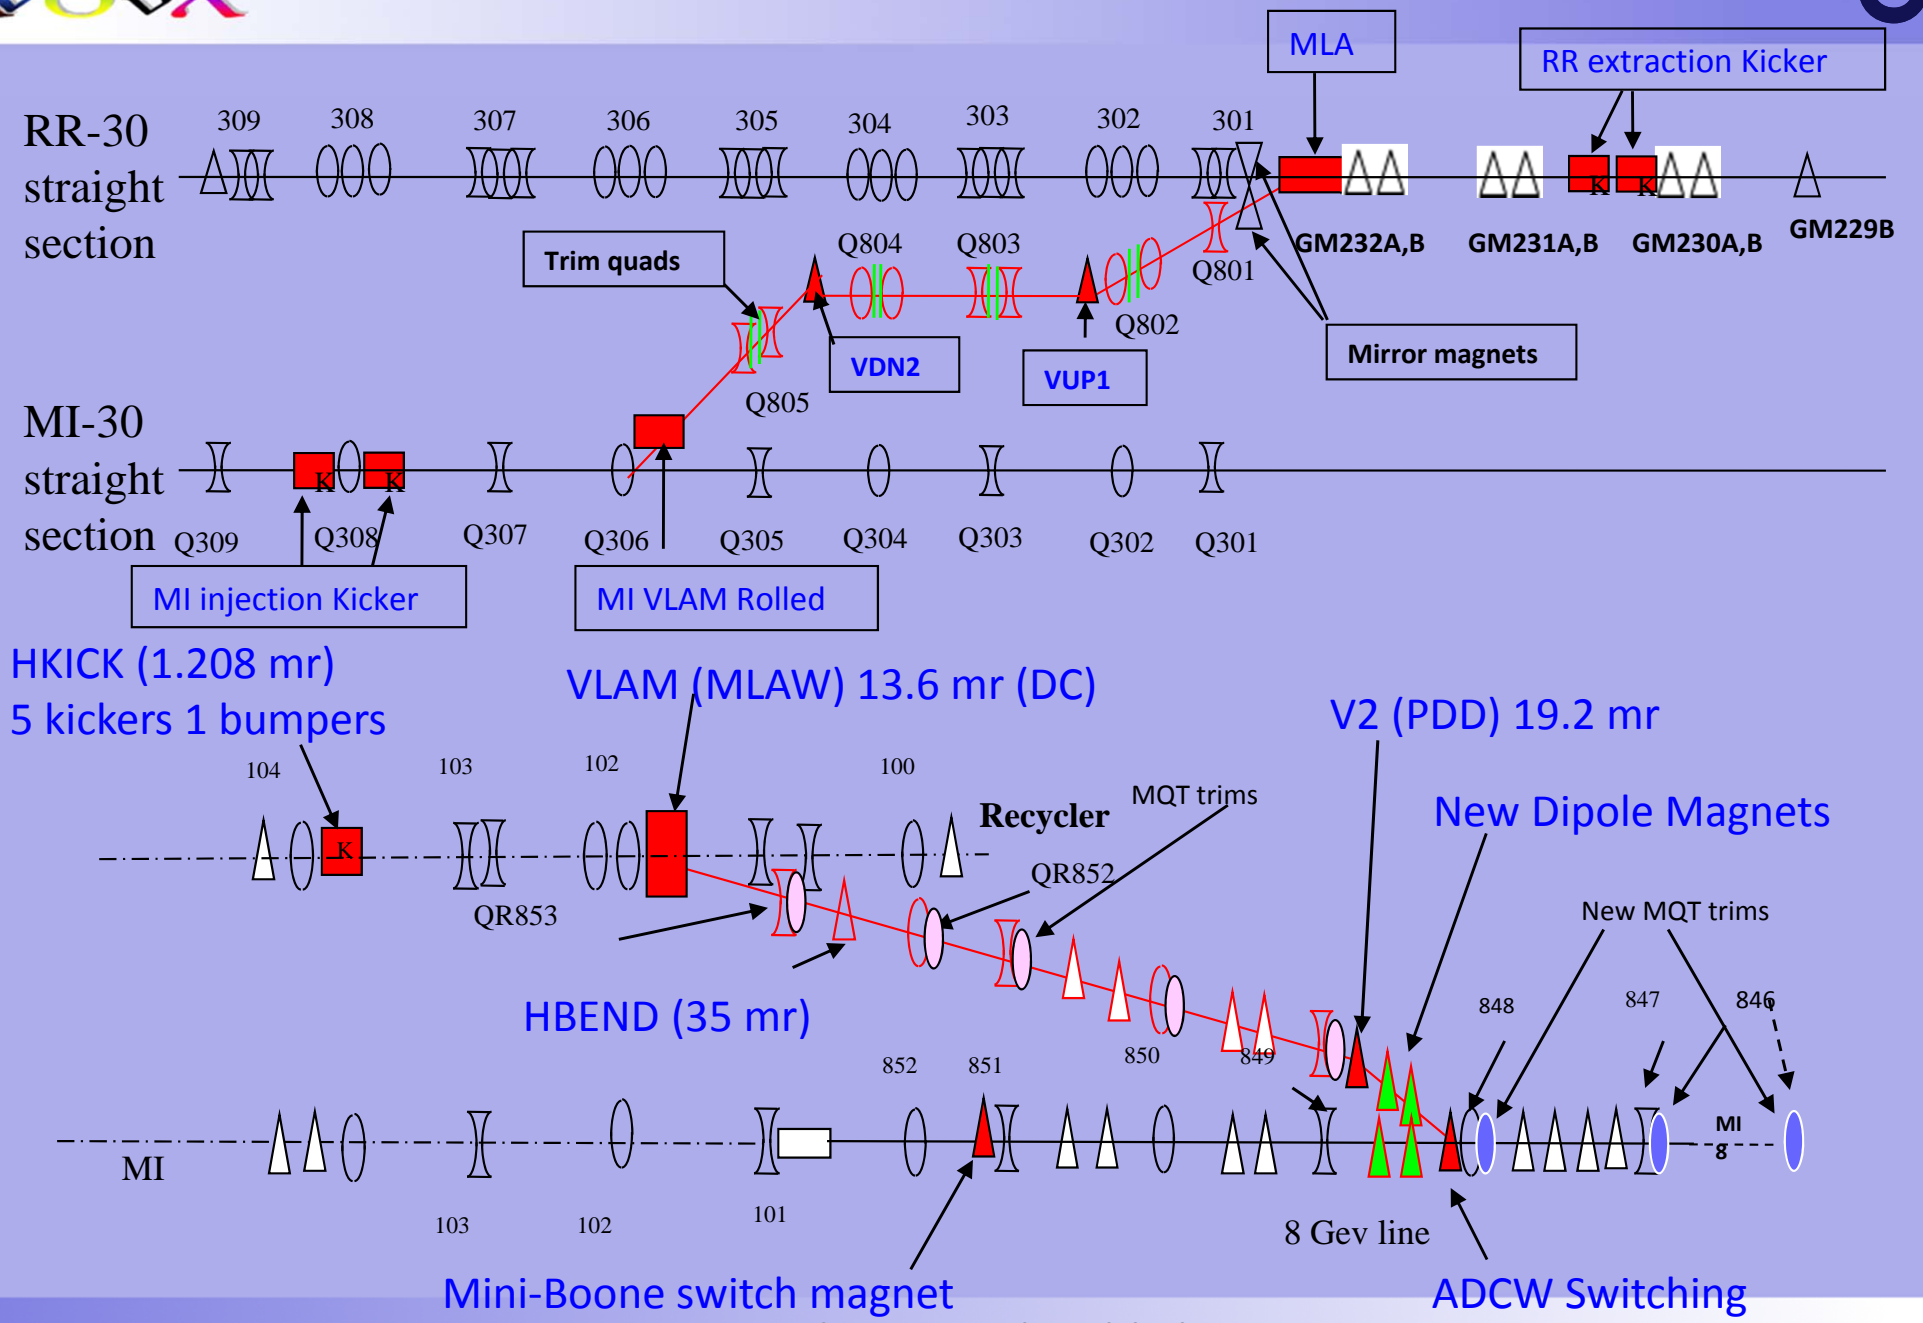 MLA
RR extraction Kicker
RR-30
straight
section
309
308
307
306
305
304
303
302
301
K
K
GM232A,B
GM231A,B
GM230A,B
GM229B
Trim quads
Q804
Q803
Q801
Q802
Mirror magnets
VDN2
VUP1
Q805
MI-30
straight
section
K
K
Q309
Q308
Q307
Q306
Q305
Q304
Q303
Q302
Q301
MI injection Kicker
MI VLAM Rolled
HKICK (1.208 mr)
5 kickers 1 bumpers
VLAM (MLAW) 13.6 mr (DC)
V2 (PDD) 19.2 mr
104
103
102
100
MQT trims
New Dipole Magnets
Recycler
K
QR852
QR853
New MQT trims
HBEND (35 mr)
848
847
846
852
851
850
849
MI
MI
8
103
102
101
8 Gev line
Mini-Boone switch magnet
ADCW Switching